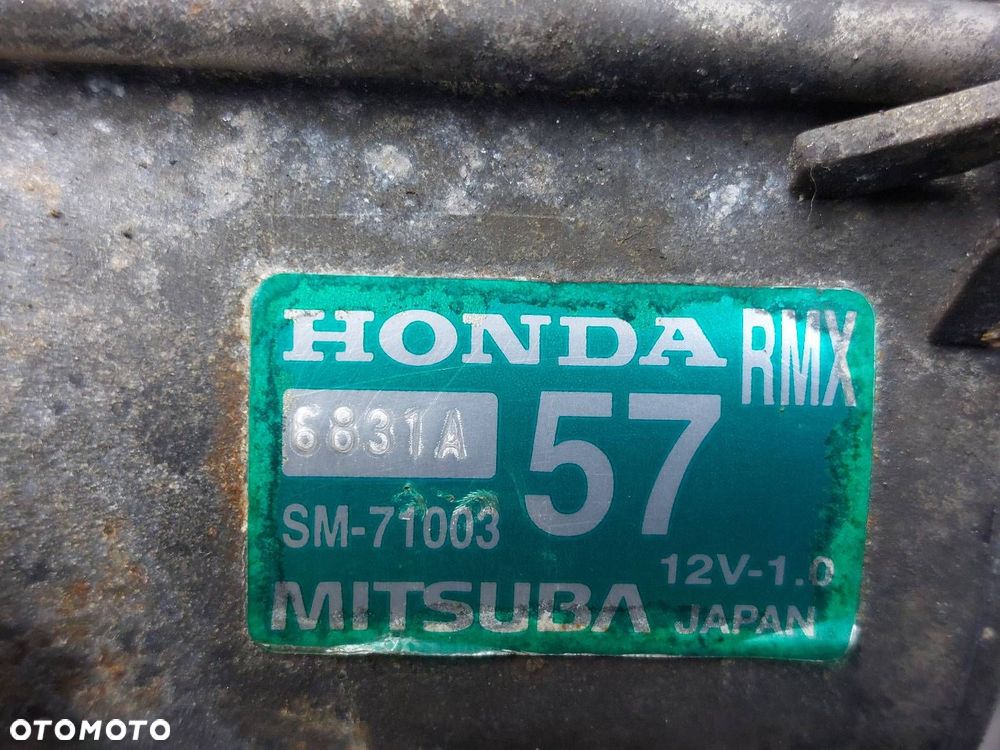 HONDA RMX
6831A 57
SM-71003
12V-1.0
MITSUBA JAPAN
OTOMOTO